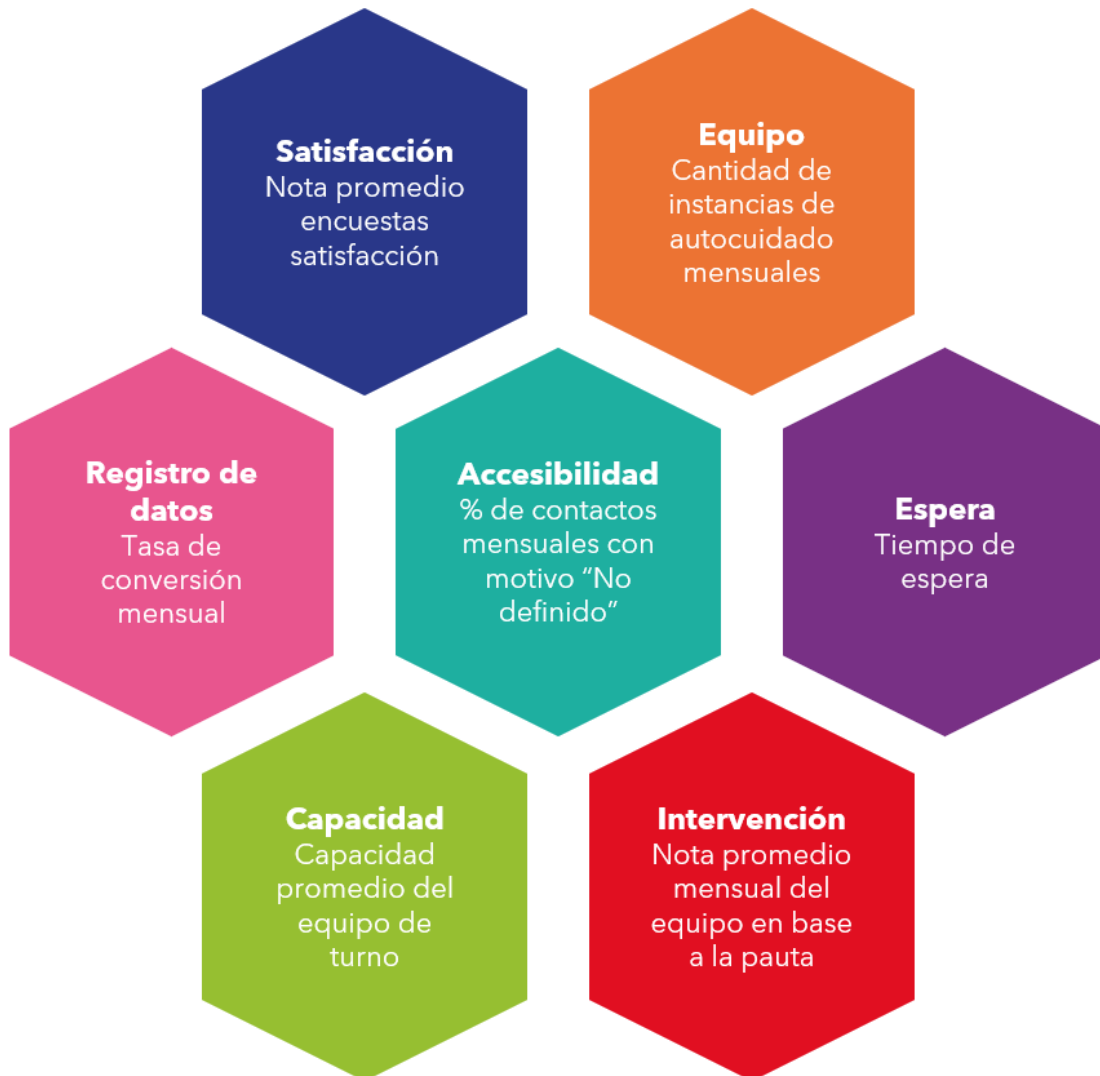 Satisfacción
Nota promedio
encuestas
satisfacción
Equipo
Cantidad de
instancias de
autocuidado
mensuales
Registro de
datos
Tasa de
conversión
mensual
Accesibilidad
% de contactos
mensuales con
motivo “No
definido”
Espera
Tiempo de
espera
Capacidad
Capacidad
promedio del
equipo de
turno
Intervención
Nota promedio
mensual del
equipo en base
a la pauta